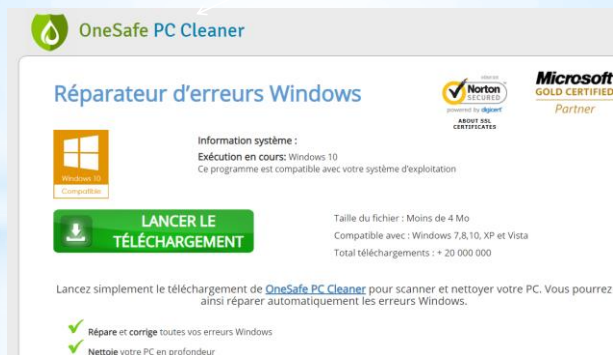 OneSafe PC Cleaner
Réparateur d'erreurs Windows
Norton
SECURED
powered by digicert
ABOUT SSL
CERTIFICATES
Microsoft
GOLD CERTIFIED
Partner
Windows 10
Compatible
Information système :
Exécution en cours: Windows 10
Ce programme est compatible avec votre système d'exploitation
LANCER LE
TÉLÉCHARGEMENT
Taille du fichier : Moins de 4 Mo
Compatible avec : Windows 7,8,10, XP et Vista
Total téléchargements : + 20 000 000
Lancez simplement le téléchargement de OneSafe PC Cleaner pour scanner et nettoyer votre PC. Vous pourrez
ainsi réparer automatiquement les erreurs Windows.
Répare et corrige toutes vos erreurs Windows
Nettoie votre PC en profondeur